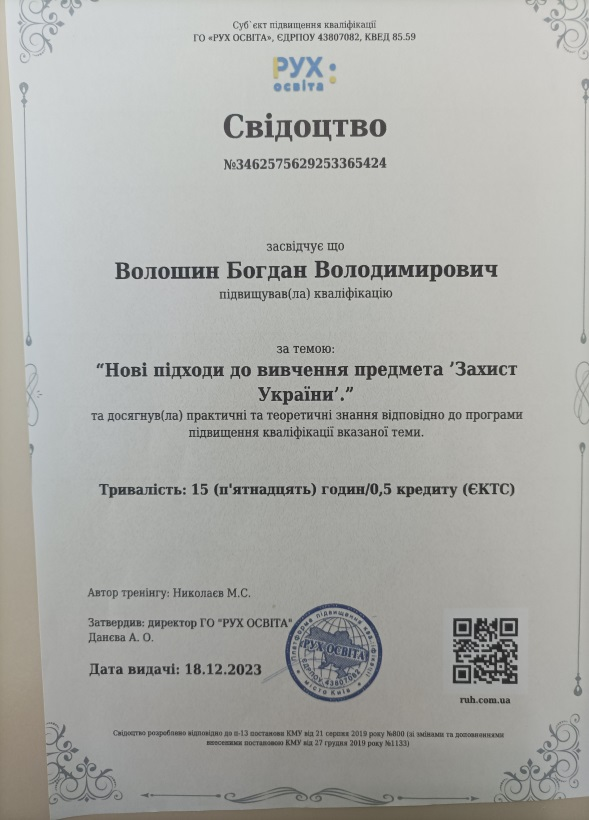 Суб`єкт підвищення кваліфікації
ГО «РУХ ОСВІТА», ЄДРПОУ 43807082, КВЕД 85.59
РУХ:
освіта
Свідоцтво
№3462575629253365424
засвідчує що
Волошин Богдан Володимирович
підвищував(ла) кваліфікацію
за темою:
“Нові підходи до вивчення предмета ’Захист
України’.”
та досягнув(ла) практичні та теоретичні знання відповідно до програми
підвищення кваліфікації вказаної теми.
Тривалість: 15 (п'ятнадцять) годин/0,5 кредиту (ЄКТС)
Автор тренінгу: Николаєв М.С.
Затвердив: директор ГО "РУХ ОСВІТА"
Данєва А. О.
Дата видачі: 18.12.2023
Платформа підвищення кваліфікації
РУХ ОСВІТА
ЄДРПОУ 43807082
місто Київ
ruh.com.ua
Свідоцтво розроблено відповідно до п-13 постанови КМУ від 21 серпня 2019 року №800 (зі змінами та доповненнями
внесеними постановою КМУ від 27 грудня 2019 року №1133)